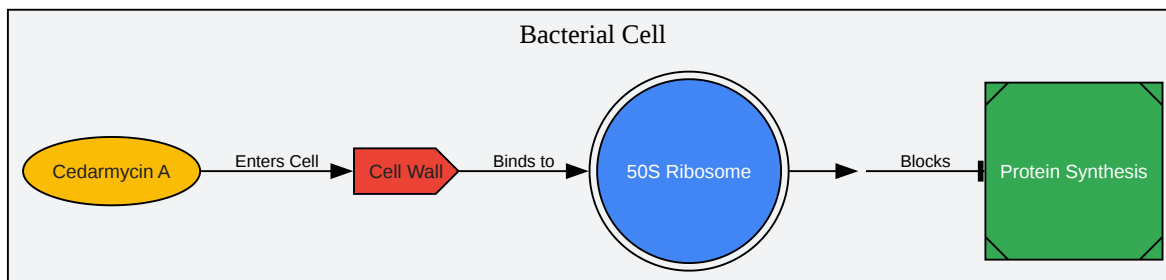 Bacterial Cell
Cedarmycin A
Enters Cell
Cell Wall
Binds to
50S Ribosome
Blocks
Protein Synthesis